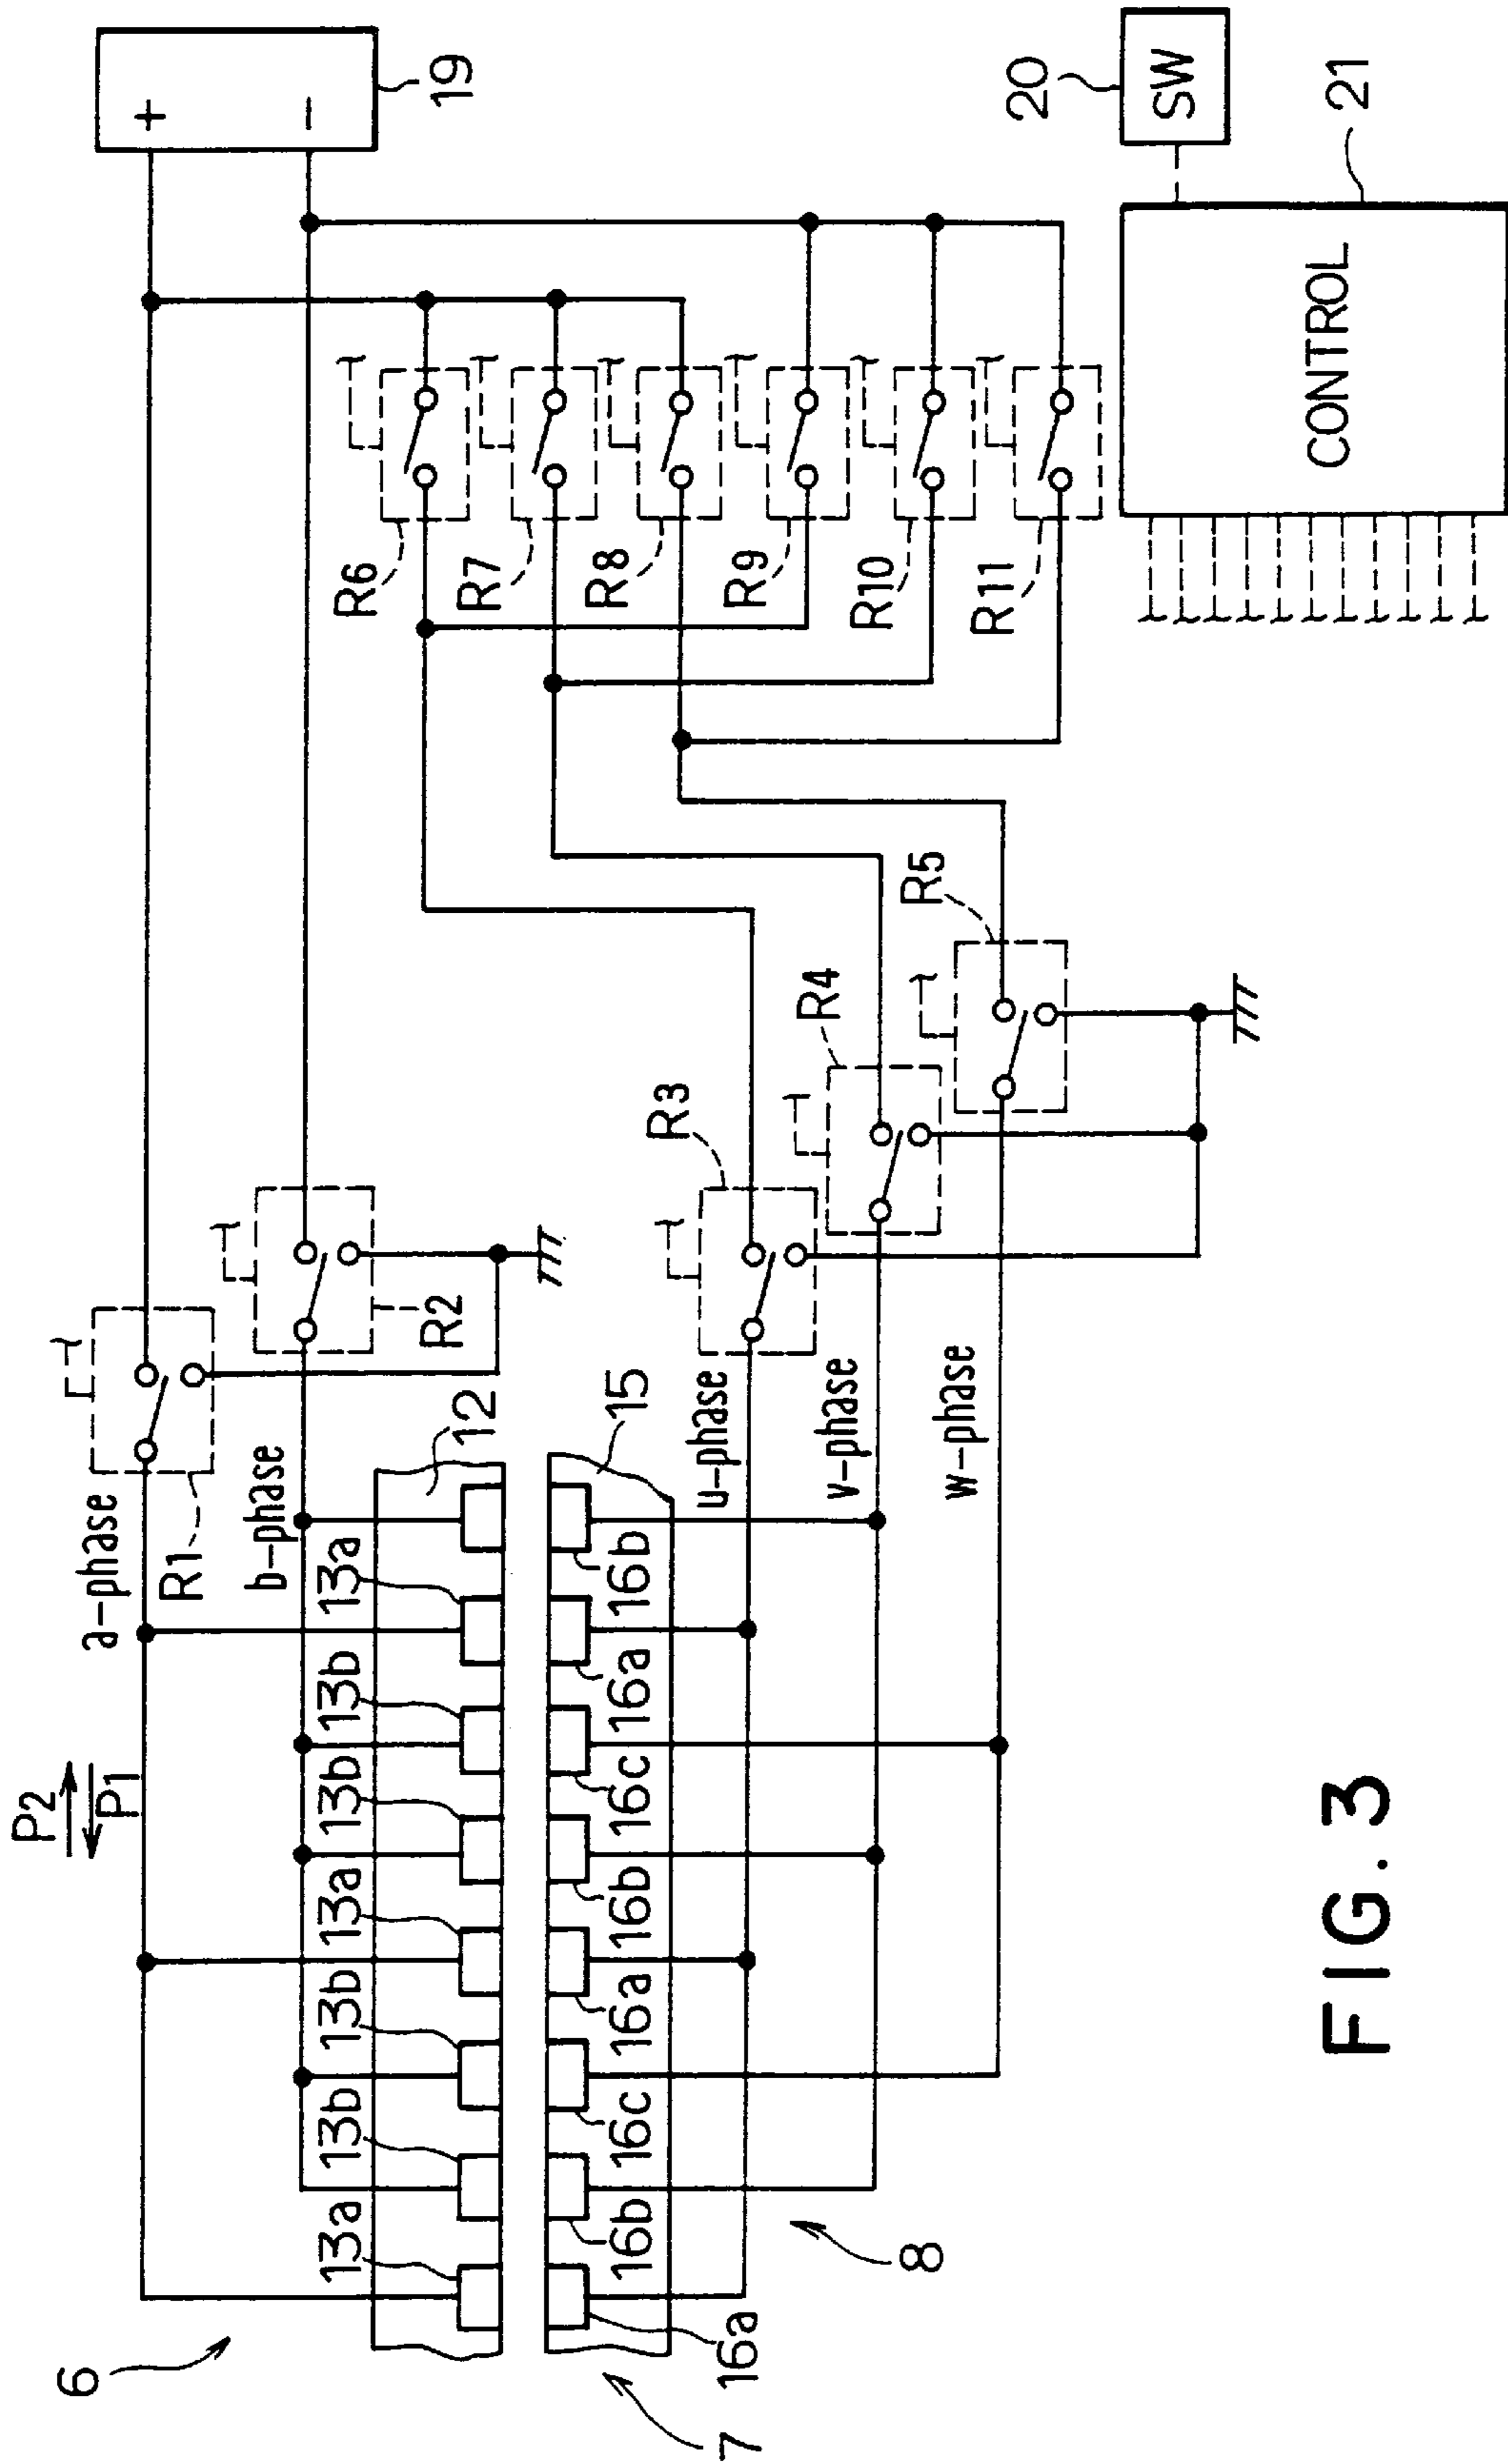 P2
P1
a-phase
R1
b-phase
R2
+
−
19
6
12
13a
13b
13b
13a
13b
13b
13a
15
16a
16b
16c
16a
16b
16c
16a
16b
7
8
u-phase
v-phase
w-phase
R3
R4
R5
R6
R7
R8
R9
R10
R11
20
SW
CONTROL
21
FIG. 3